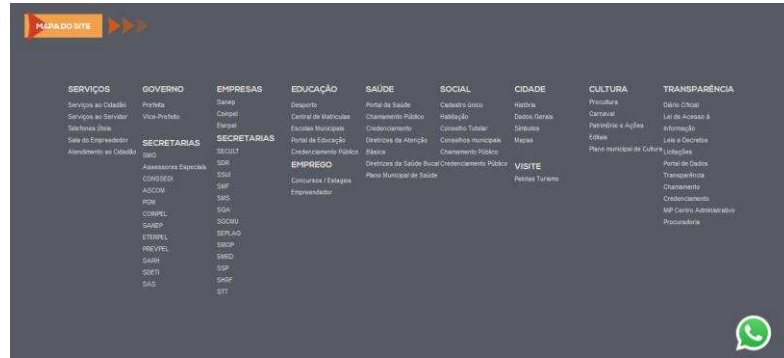 MAPA DO SITE
SERVIÇOS
Serviços ao Cidadão
Serviços ao Servidor
Telefones Úteis
Sala do Empreendedor
Atendimento ao Cidadão
GOVERNO
Prefeita
Vice-Prefeito
SECRETARIAS
SMG
Assessores Especiais
CONSSEDI
ASCOM
PGM
COINPEL
SANEP
ETERPEL
PREVPEL
SARH
SDETI
SAS
EMPRESAS
Sanep
Coinpel
Eterpel
SECRETARIAS
SECULT
SDR
SSUI
SMF
SMS
SQA
SGCMU
SEPLAG
SMOP
SMED
SSP
SHRF
STT
EDUCAÇÃO
Desporto
Central de Matrículas
Escolas Municipais
Portal da Educação
Credenciamento Público
EMPREGO
Concursos / Estágios
Empreendedor
SAÚDE
Portal da Saúde
Chamamento Público
Credenciamento
Diretrizes da Atenção
Básica
Diretrizes da Saúde Bucal
Plano Municipal de Saúde
SOCIAL
Cadastro único
Habitação
Conselho Tutelar
Conselhos municipais
Chamamento Público
Credenciamento Público
CIDADE
História
Dados Gerais
Símbolos
Mapas
VISITE
Pelotas Turismo
CULTURA
Procultura
Carnaval
Patrimônio e Ações
Editais
Plano municipal de Cultura
TRANSPARÊNCIA
Diário Oficial
Lei de Acesso à
Informação
Leis e Decretos
Licitações
Portal de Dados
Transparência
Chamamento
Credenciamento
MIP Centro Administrativo
Procuradoria